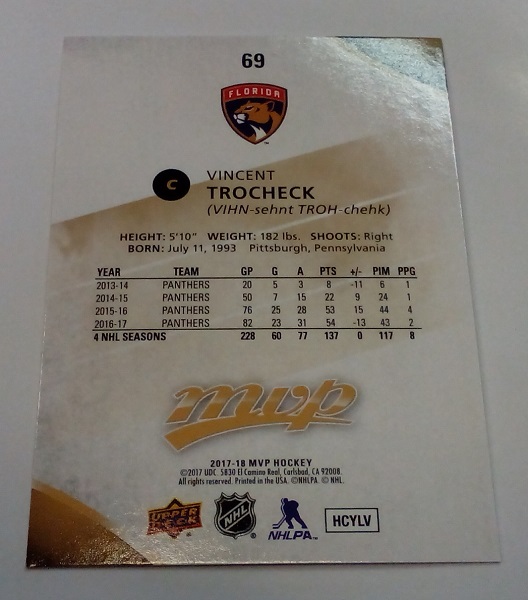 69
FLORIDA
C
VINCENT
TROCHECK
(VIHN-sehnt TROH-chehk)
HEIGHT: 5'10" WEIGHT: 182 lbs. SHOOTS: Right
BORN: July 11, 1993 Pittsburgh, Pennsylvania
YEAR TEAM GP G A PTS +/- PIM PPG
2013-14 PANTHERS 20 5 3 8 -11 6 1
2014-15 PANTHERS 50 7 15 22 9 24 1
2015-16 PANTHERS 76 25 28 53 15 44 4
2016-17 PANTHERS 82 23 31 54 -13 43 2
4 NHL SEASONS 228 60 77 137 0 117 8
mvp
2017-18 MVP HOCKEY
©2017 UDC. 5830 El Camino Real, Carlsbad, CA 92008.
All rights reserved. Printed in the USA. ©NHLPA. © NHL.
UPPER DECK NHL NHLPA HCYLV